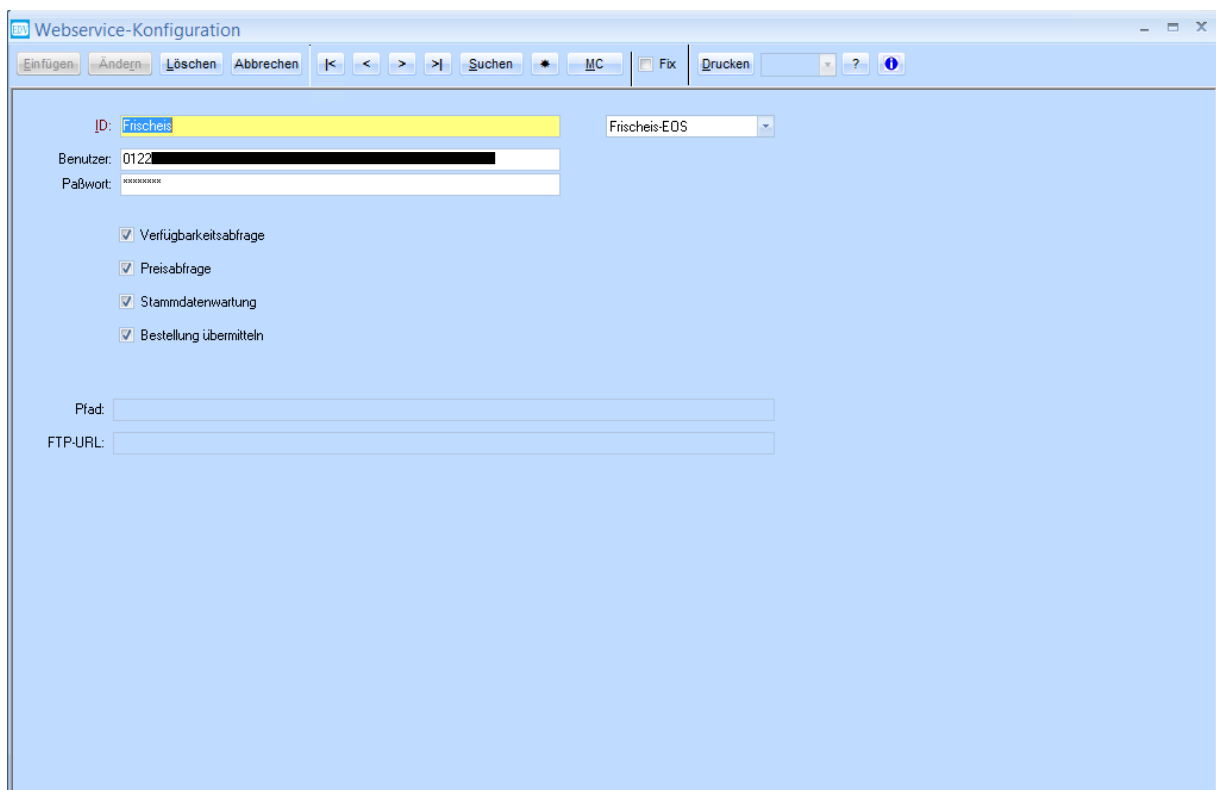 EDV Webservice-Konfiguration
Einfügen Ändern Löschen Abbrechen |< < > >| Suchen * MC Fix Drucken ? i
ID: Frischeis Frischeis-EOS
Benutzer: 0122
Paßwort: ********
Verfügbarkeitsabfrage
Preisabfrage
Stammdatenwartung
Bestellung übermitteln
Pfad:
FTP-URL: